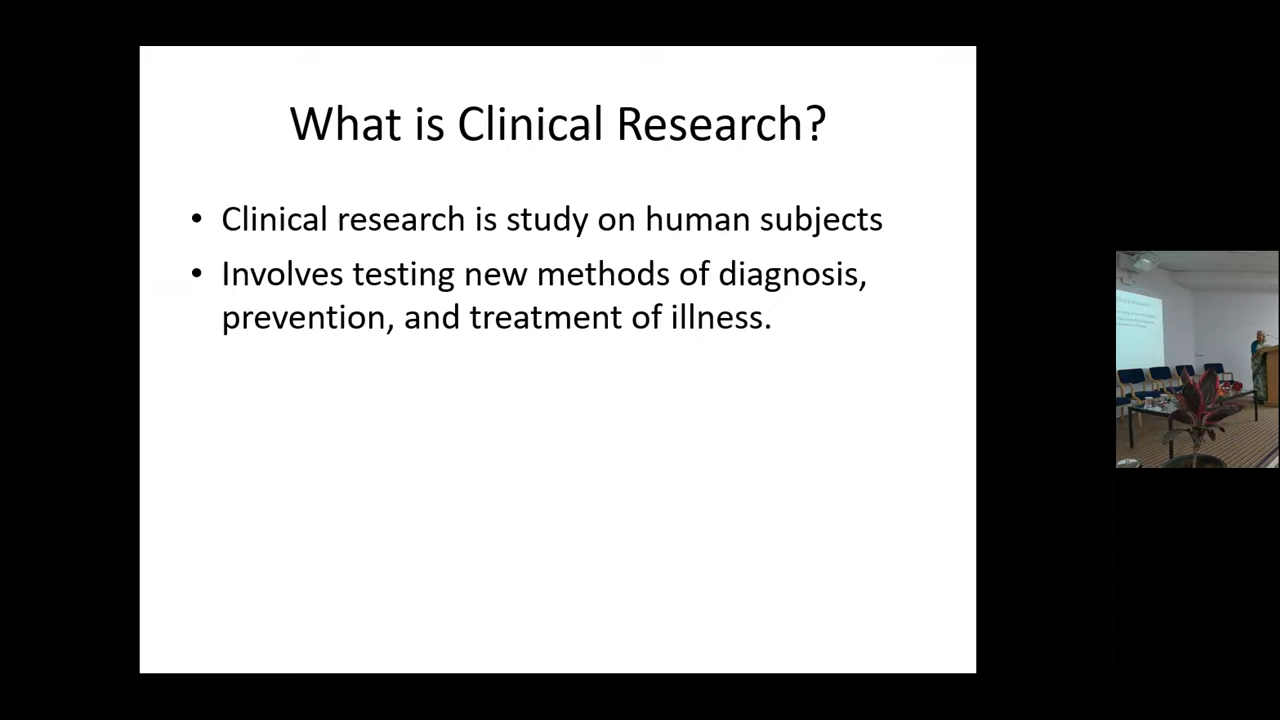 What is Clinical Research?
• Clinical research is study on human subjects
• Involves testing new methods of diagnosis,
prevention, and treatment of illness.